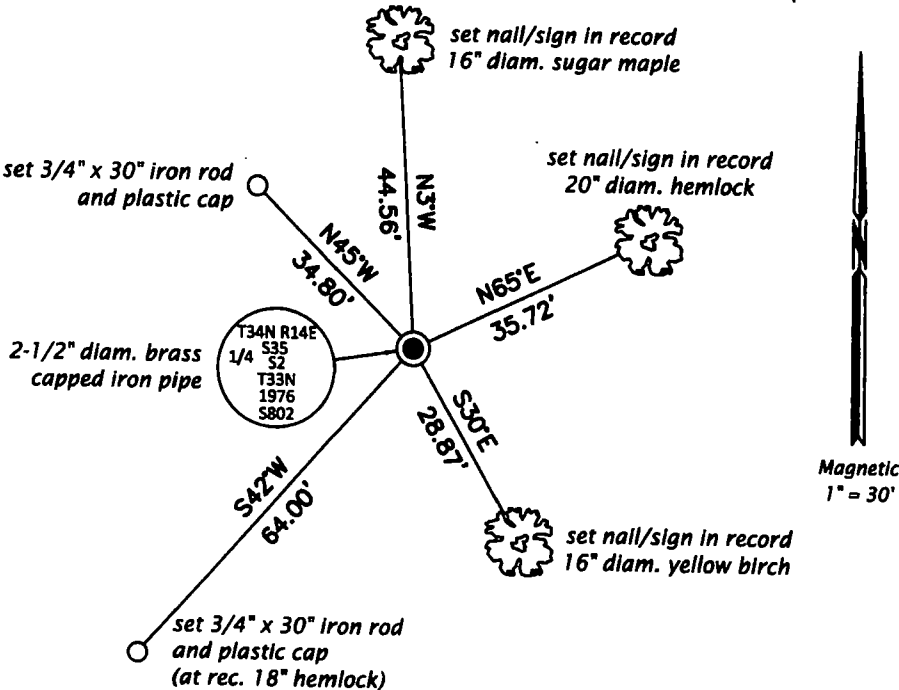 set nail/sign in record
16" diam. sugar maple
set nail/sign in record
20" diam. hemlock
set 3/4" x 30" iron rod
and plastic cap
N3°W
44.56'
N45°W
34.80'
N65°E
35.72'
N
2-1/2" diam. brass
capped iron pipe
T34N R14E
1/4 S35
S2
T33N
1976
S802
S30°E
28.87'
S42°W
64.00'
Magnetic
1" = 30'
set nail/sign in record
16" diam. yellow birch
set 3/4" x 30" iron rod
and plastic cap
(at rec. 18" hemlock)